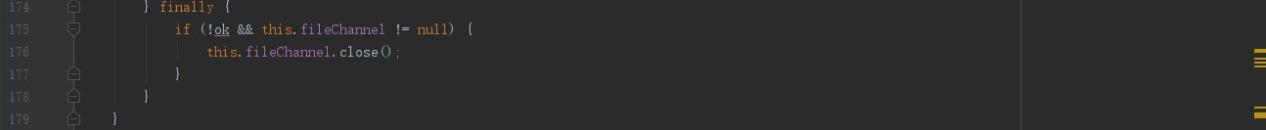 174 } finally {
175 if (!ok && this.fileChannel != null) {
176 this.fileChannel.close();
177 }
178 }
179 }